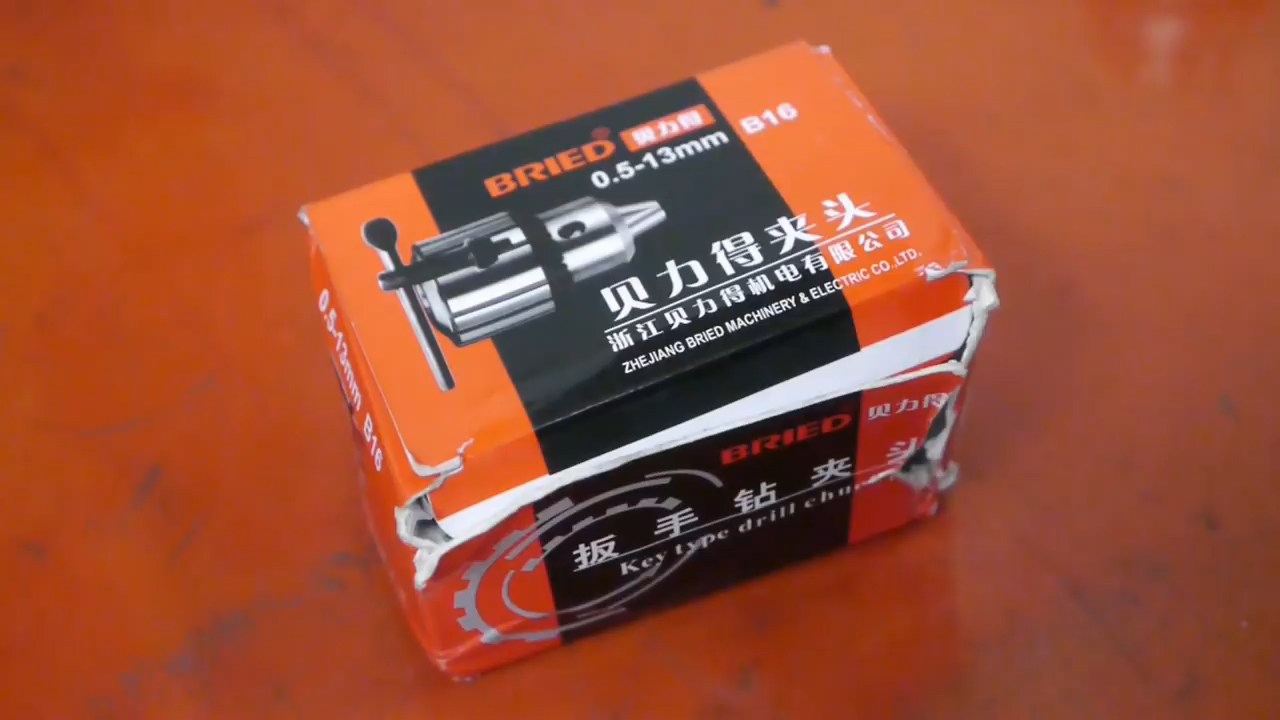 BRIED® 贝力得
0.5-13mm B16
贝力得夹头
浙江贝力得机电有限公司
ZHEJIANG BRIED MACHINERY & ELECTRIC CO.,LTD.
0.5-13mm B16
BRIED 贝力得
扳手钻夹头
Key type drill